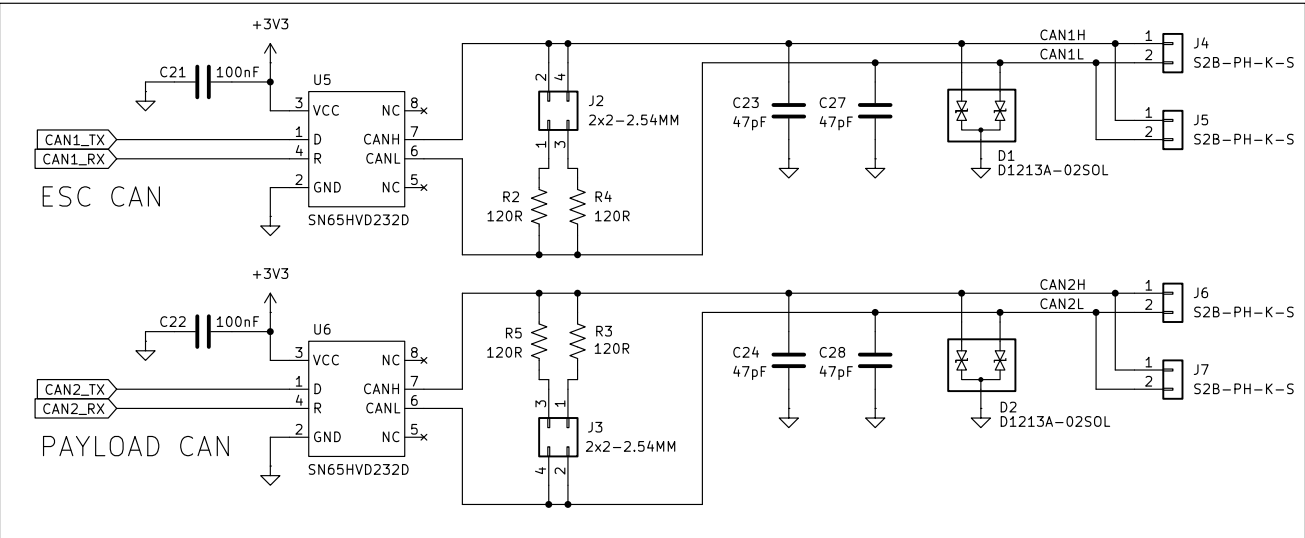 +3V3
C21 100nF
U5
3 VCC NC 8
CAN1_TX 1 D CANH 7
CAN1_RX 4 R CANL 6
2 GND NC 5
SN65HVD232D
ESC CAN
2 4
J2
2x2-2.54MM
1 3
R2
120R
R4
120R
C23
47pF
C27
47pF
D1
D1213A-02SOL
CAN1H
CAN1L
1 J4
2 S2B-PH-K-S
1 J5
2 S2B-PH-K-S
+3V3
C22 100nF
U6
3 VCC NC 8
CAN2_TX 1 D CANH 7
CAN2_RX 4 R CANL 6
2 GND NC 5
SN65HVD232D
PAYLOAD CAN
R5
120R
R3
120R
3 1
J3
2x2-2.54MM
4 2
C24
47pF
C28
47pF
D2
D1213A-02SOL
CAN2H
CAN2L
1 J6
2 S2B-PH-K-S
1 J7
2 S2B-PH-K-S